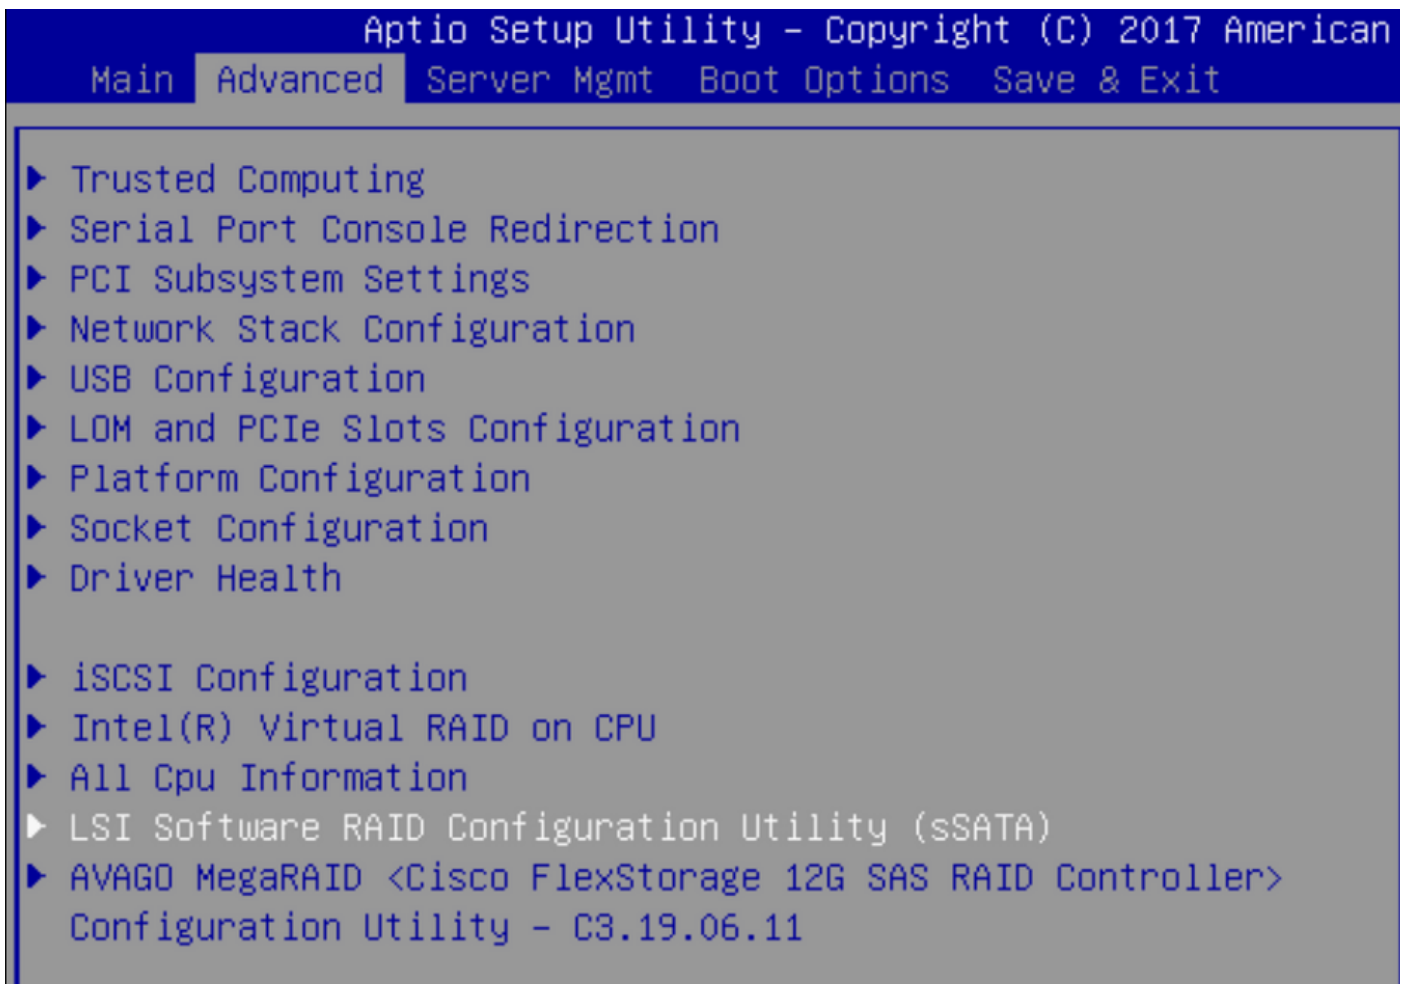 Aptio Setup Utility – Copyright (C) 2017 American
Main Advanced Server Mgmt Boot Options Save & Exit
Trusted Computing
Serial Port Console Redirection
PCI Subsystem Settings
Network Stack Configuration
USB Configuration
LOM and PCIe Slots Configuration
Platform Configuration
Socket Configuration
Driver Health
iSCSI Configuration
Intel(R) Virtual RAID on CPU
All Cpu Information
LSI Software RAID Configuration Utility (sSATA)
AVAGO MegaRAID <Cisco FlexStorage 12G SAS RAID Controller>
Configuration Utility – C3.19.06.11